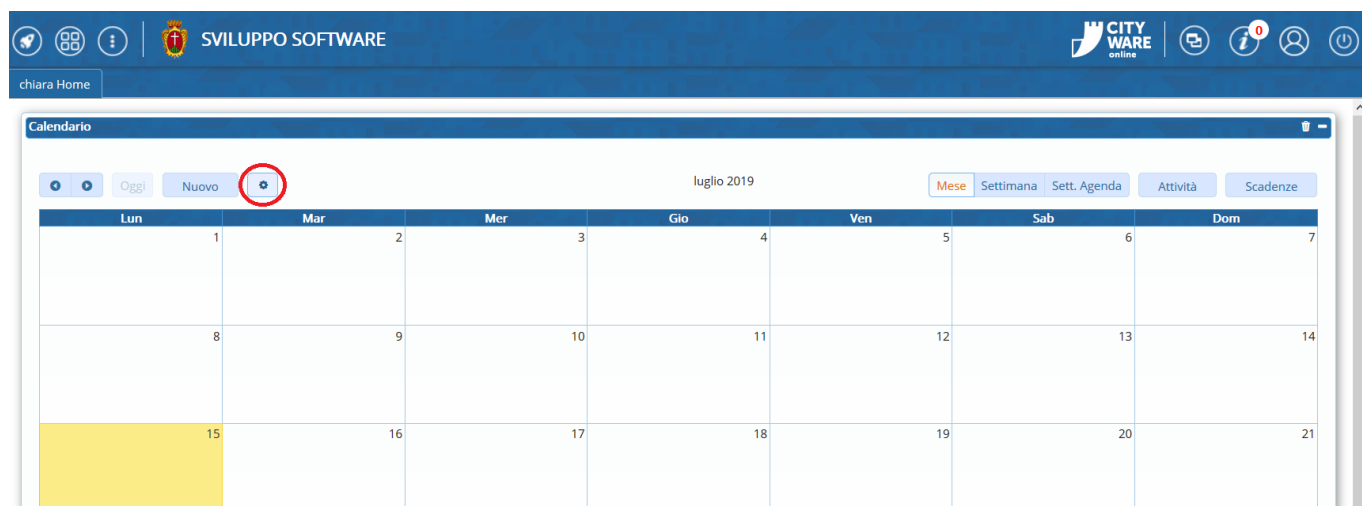 SVILUPPO SOFTWARE
CITY
WARE
online
0
chiara Home
Calendario
Oggi Nuovo luglio 2019 Mese Settimana Sett. Agenda Attività Scadenze
Lun Mar Mer Gio Ven Sab Dom
1 2 3 4 5 6 7
8 9 10 11 12 13 14
15 16 17 18 19 20 21